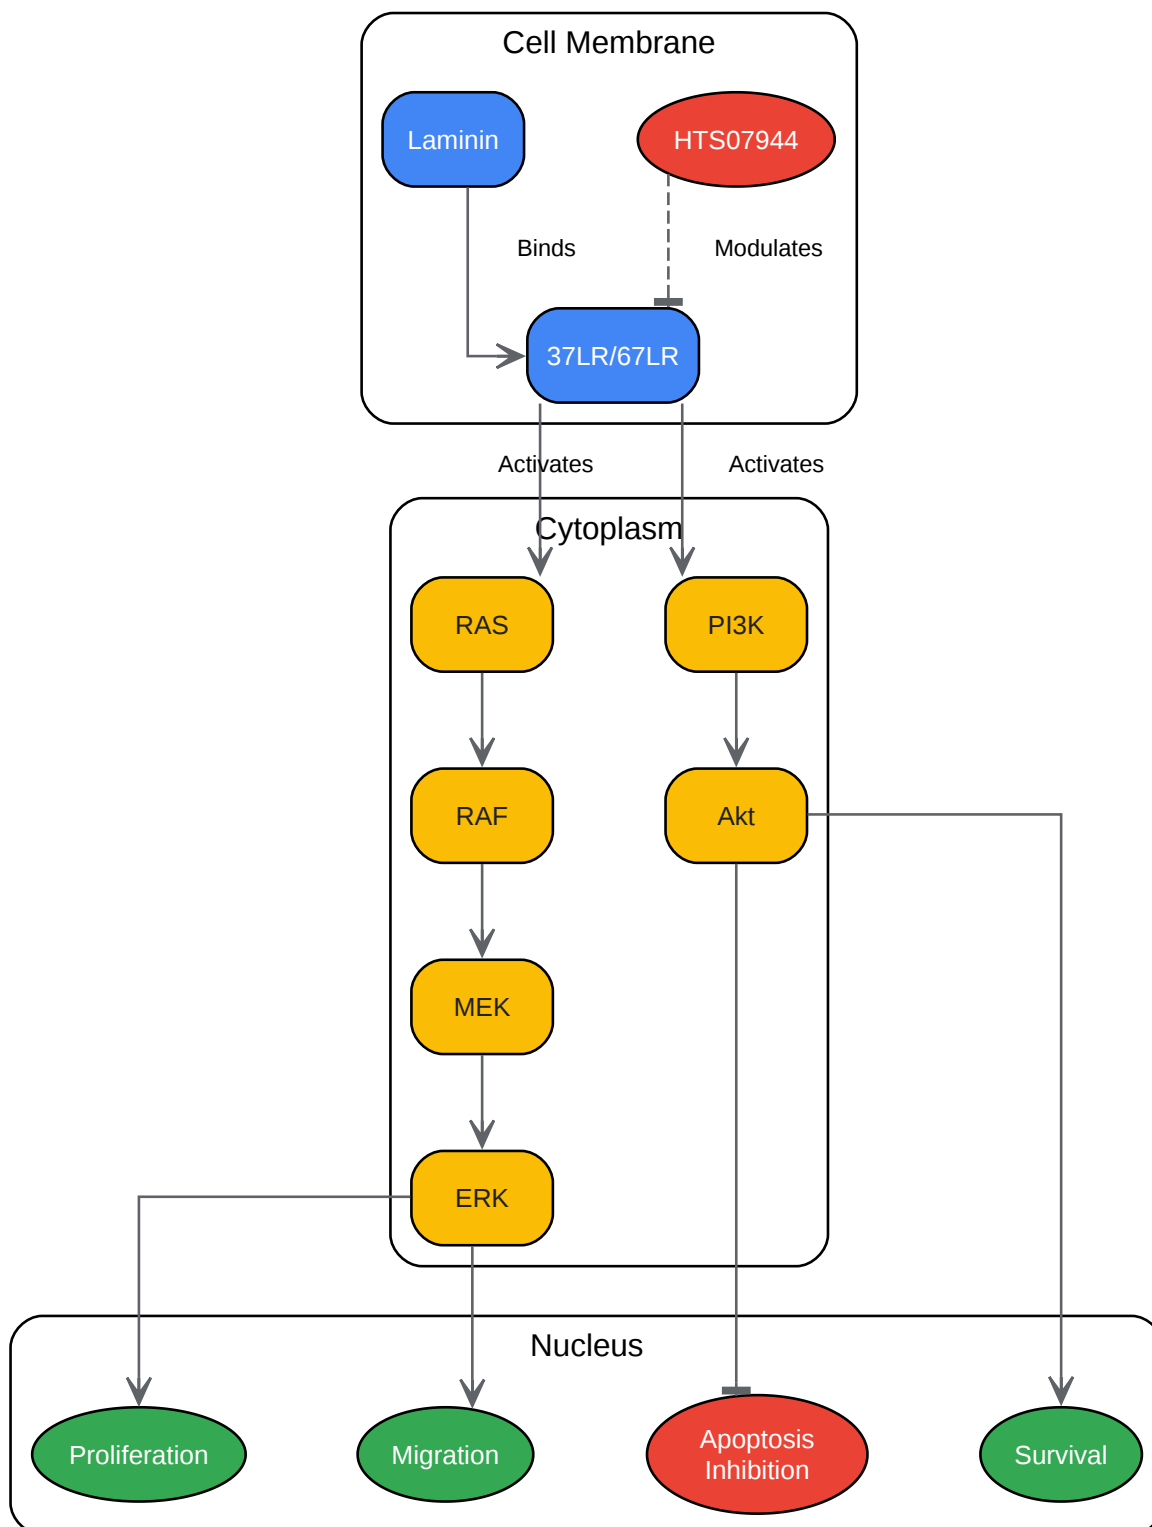 Cell Membrane
Laminin
HTS07944
Binds
Modulates
37LR/67LR
Activates
Activates
Cytoplasm
RAS
PI3K
RAF
Akt
MEK
ERK
Nucleus
Proliferation
Migration
Apoptosis
Inhibition
Survival